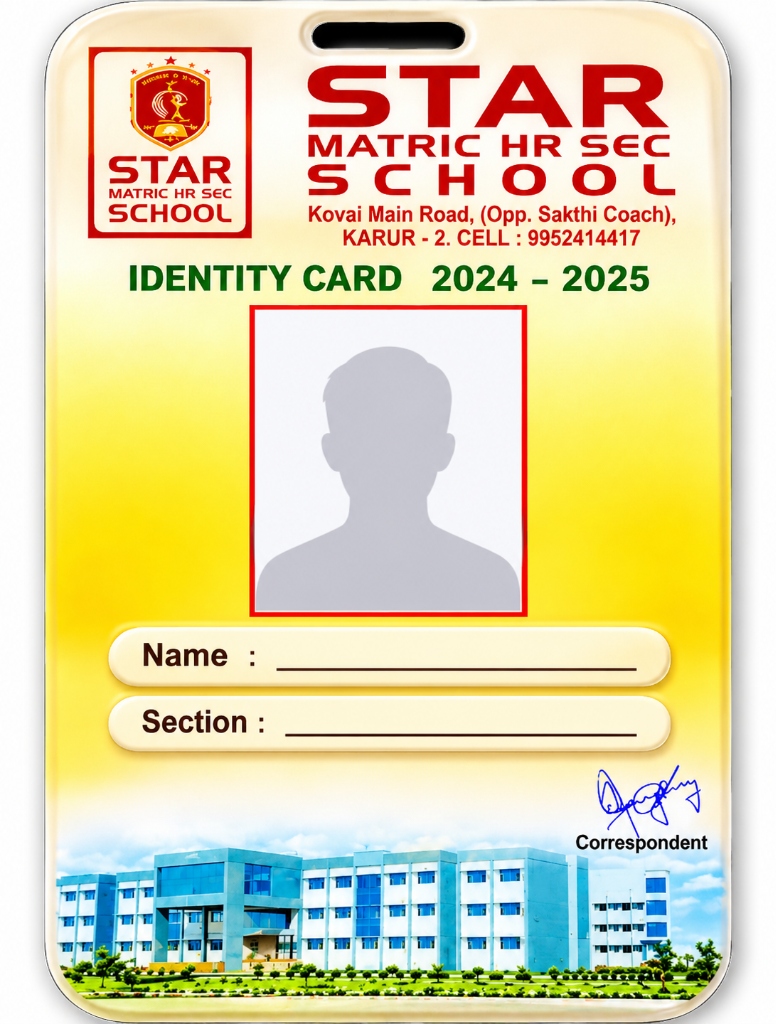 STAR
MATRIC HR SEC
SCHOOL
STAR
MATRIC HR SEC
SCHOOL
Kovai Main Road, (Opp. Sakthi Coach),
KARUR - 2. CELL : 9952414417
IDENTITY CARD 2024 – 2025
Name :
Section :
Correspondent